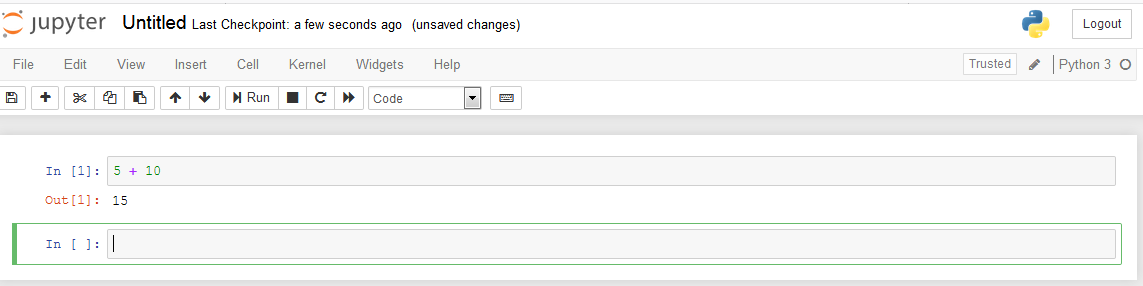 jupyter Untitled Last Checkpoint: a few seconds ago (unsaved changes) Logout
File Edit View Insert Cell Kernel Widgets Help Trusted Python 3
Run Code
In [1]: 5 + 10
Out[1]: 15
In [ ]: